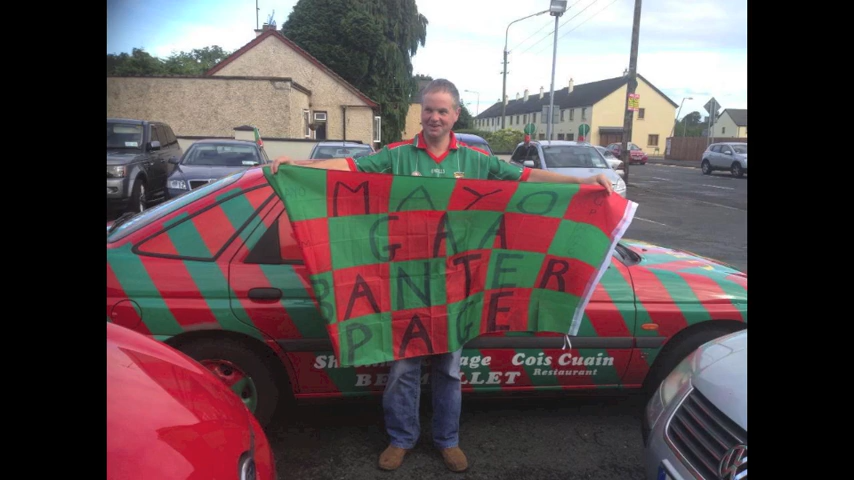 MAYO
GAA
BANTER
PAGE!
Cois Cuain
Restaurant